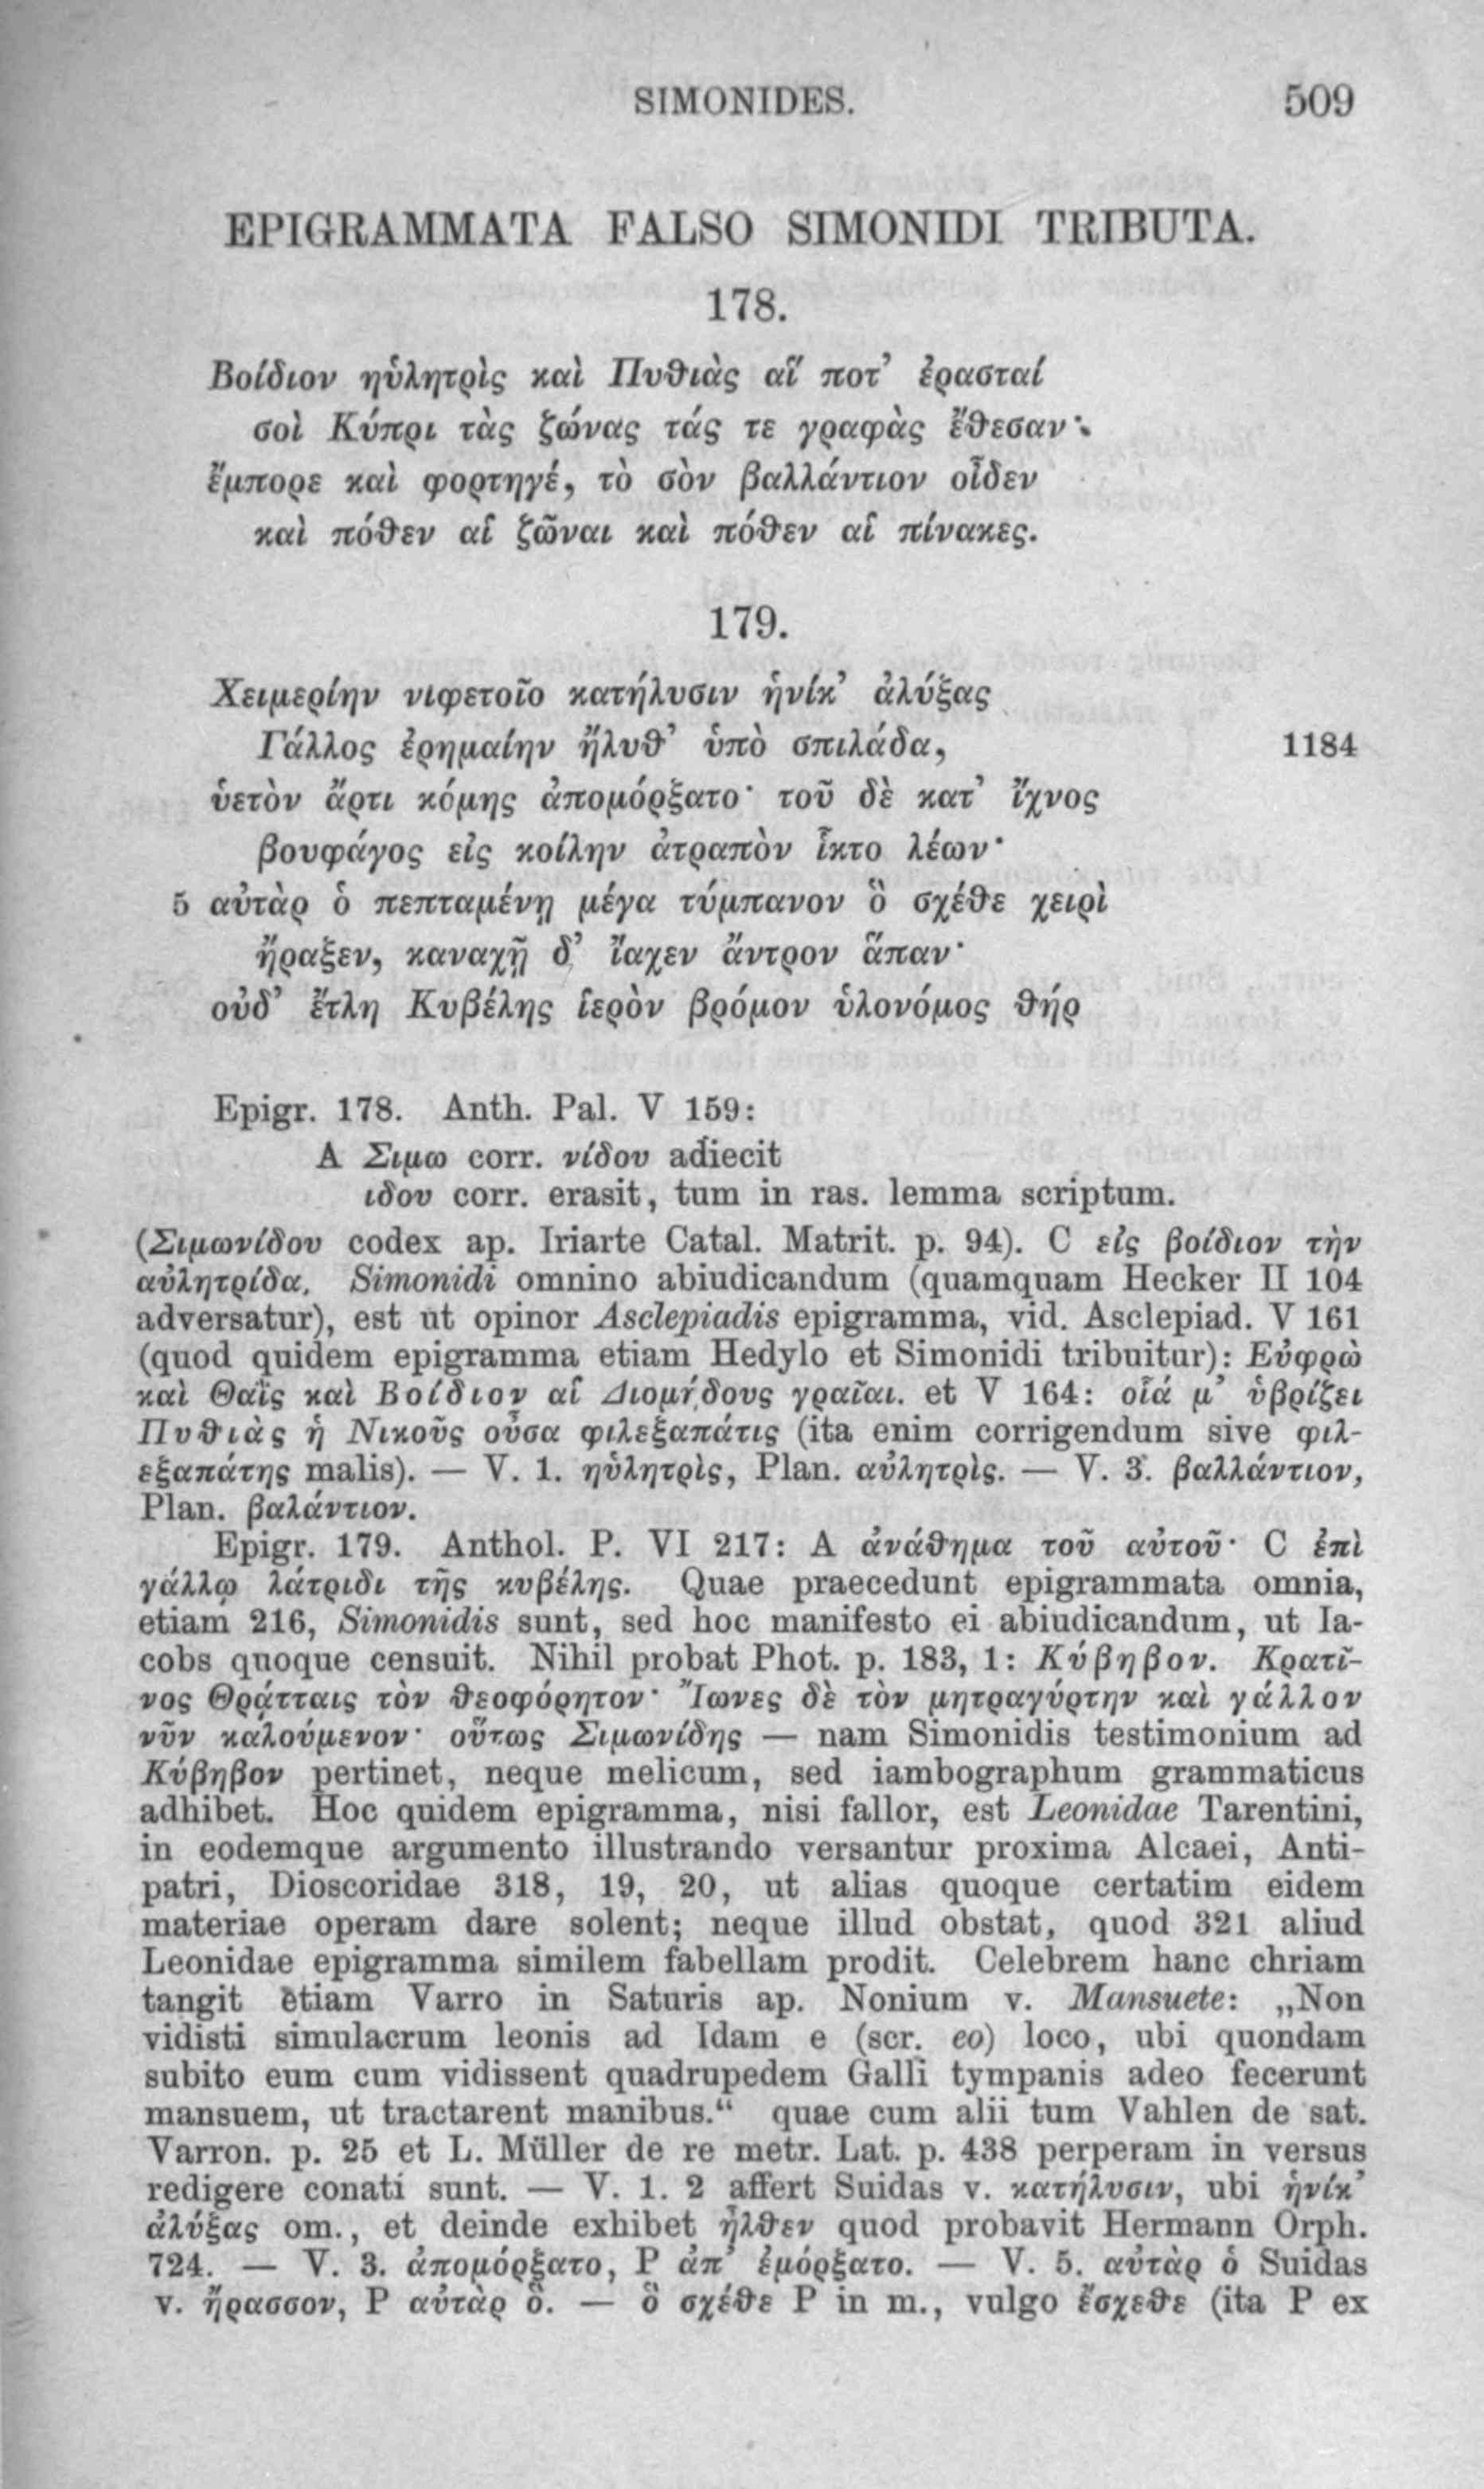 SIMONIDES. 509
EPIGRAMMATA FALSO SIMONIDI TRIBUTA.
178.
Βοίδιον ηὑλητρὶς καὶ Πυθιὰς αἵ ποτ᾽ ἐρασταί
σοὶ Κύπρι τὰς ζώνας τάς τε γραφὰς ἔθεσαν·
ἔμπορε καὶ φορτηγέ, τὸ σὸν βαλλάντιον οἶδεν
καὶ πόθεν αἱ ζῶναι καὶ πόθεν αἱ πίνακες.
179.
Χειμερίην νιφετοῖο κατήλυσιν ἡνίκ᾽ ἀλύξας
Γάλλος ἐρημαίην ἤλυθ᾽ ὑπὸ σπιλάδα, 1184
ὑετὸν ἄρτι κόμης ἀπομόρξατο· τοῦ δὲ κατ᾽ ἴχνος
βουφάγος εἰς κοίλην ἀτραπὸν ἷκτο λέων·
5 αὐτὰρ ὁ πεπταμένῃ μέγα τύμπανον ὃ σχέθε χειρὶ
ἤραξεν, καναχῇ δ᾽ ἴαχεν ἄντρον ἅπαν·
οὐδ᾽ ἔτλη Κυβέλης ἱερὸν βρόμον ὑλονόμος θήρ
Epigr. 178. Anth. Pal. V 159:
A Σιμω corr. νίδου adiecit
ιδου corr. erasit, tum in ras. lemma scriptum.
(Σιμωνίδου codex ap. Iriarte Catal. Matrit. p. 94). C εἰς βοίδιον τὴν
αὐλητρίδα. Simonidi omnino abiudicandum (quamquam Hecker II 104
adversatur), est ut opinor Asclepiadis epigramma, vid. Asclepiad. V 161
(quod quidem epigramma etiam Hedylo et Simonidi tribuitur): Εὐφρὼ
καὶ Θαῒς καὶ Βοίδιον αἱ Διομήδους γραῖαι. et V 164: οἷά μ᾽ ὑβρίζει
Πυθιὰς ἡ Νικοῦς οὖσα φιλεξαπάτις (ita enim corrigendum sive φιλ-
εξαπάτης malis). — V. 1. ηὑλητρὶς, Plan. αὐλητρὶς. — V. 3. βαλλάντιον,
Plan. βαλάντιον.
Epigr. 179. Anthol. P. VI 217: A ἀνάθημα τοῦ αὐτοῦ· C ἐπὶ
γάλλῳ λάτριδι τῆς κυβέλης. Quae praecedunt epigrammata omnia,
etiam 216, Simonidis sunt, sed hoc manifesto ei abiudicandum, ut Ia-
cobs quoque censuit. Nihil probat Phot. p. 183, 1: Κύβηβον. Κρατῖ-
νος Θρᾴτταις τὸν θεοφόρητον· Ἴωνες δὲ τὸν μητραγύρτην καὶ γάλλον
νῦν καλούμενον· οὕτως Σιμωνίδης — nam Simonidis testimonium ad
Κύβηβον pertinet, neque melicum, sed iambographum grammaticus
adhibet. Hoc quidem epigramma, nisi fallor, est Leonidae Tarentini,
in eodemque argumento illustrando versantur proxima Alcaei, Anti-
patri, Dioscoridae 318, 19, 20, ut alias quoque certatim eidem
materiae operam dare solent; neque illud obstat, quod 321 aliud
Leonidae epigramma similem fabellam prodit. Celebrem hanc chriam
tangit etiam Varro in Saturis ap. Nonium v. Mansuete: „Non
vidisti simulacrum leonis ad Idam e (scr. eo) loco, ubi quondam
subito eum cum vidissent quadrupedem Galli tympanis adeo fecerunt
mansuem, ut tractarent manibus.“ quae cum alii tum Vahlen de sat.
Varron. p. 25 et L. Müller de re metr. Lat. p. 438 perperam in versus
redigere conati sunt. — V. 1. 2 affert Suidas v. κατήλυσιν, ubi ἡνίκ᾽
ἀλύξας om., et deinde exhibet ἦλθεν quod probavit Hermann Orph.
724. — V. 3. ἀπομόρξατο, P ἀπ᾽ ἐμόρξατο. — V. 5. αὐτὰρ ὁ Suidas
v. ἤρασσον, P αὐτὰρ ὃ. — ὃ σχέθε P in m., vulgo ἔσχεθε (ita P ex